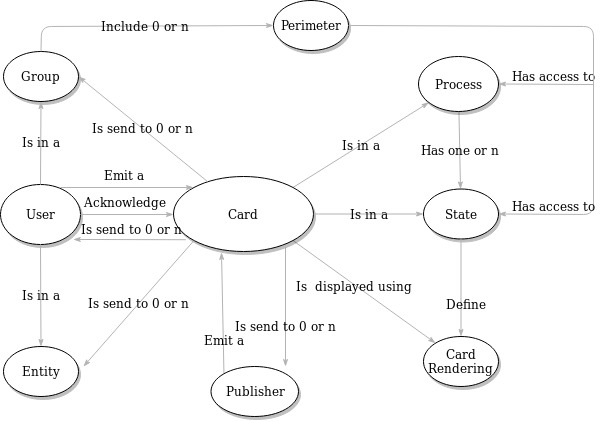 Include 0 or n
Perimeter
Group
Process
Has access to
Is send to 0 or n
Is in a
Is in a
Has one or n
Emit a
Acknowledge
User
Card
Is in a
State
Has access to
Is send to 0 or n
Is in a
Is send to 0 or n
Is  displayed using
Define
Is send to 0 or n
Emit a
Entity
Card
Rendering
Publisher